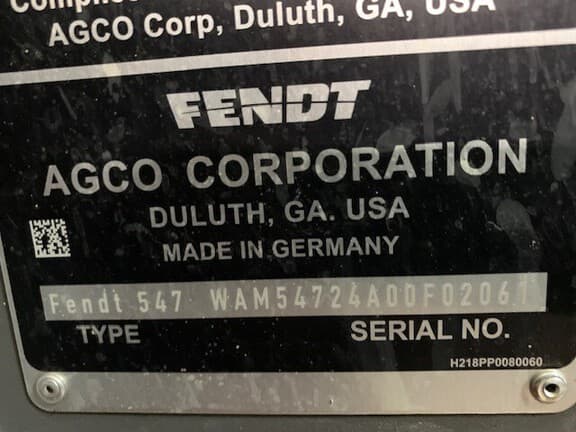 AGCO Corp, Duluth, GA, USA
FENDT
AGCO CORPORATION
DULUTH, GA. USA
MADE IN GERMANY
Fendt 547 WAM54724A00F02061
TYPE SERIAL NO.
H218PP0080060